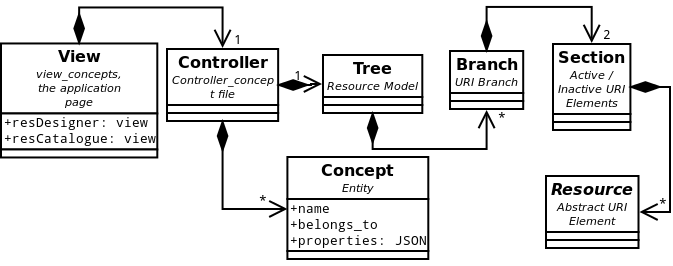 View
view_concepts,
the application
page
+resDesigner: view
+resCatalogue: view
1
Controller
Controller_concep
t file
1
Tree
Resource Model
Branch
URI Branch
*
2
Section
Active /
Inactive URI
Elements
*
Concept
Entity
+name
+belongs_to
+properties: JSON
Resource
Abstract URI
Element
*